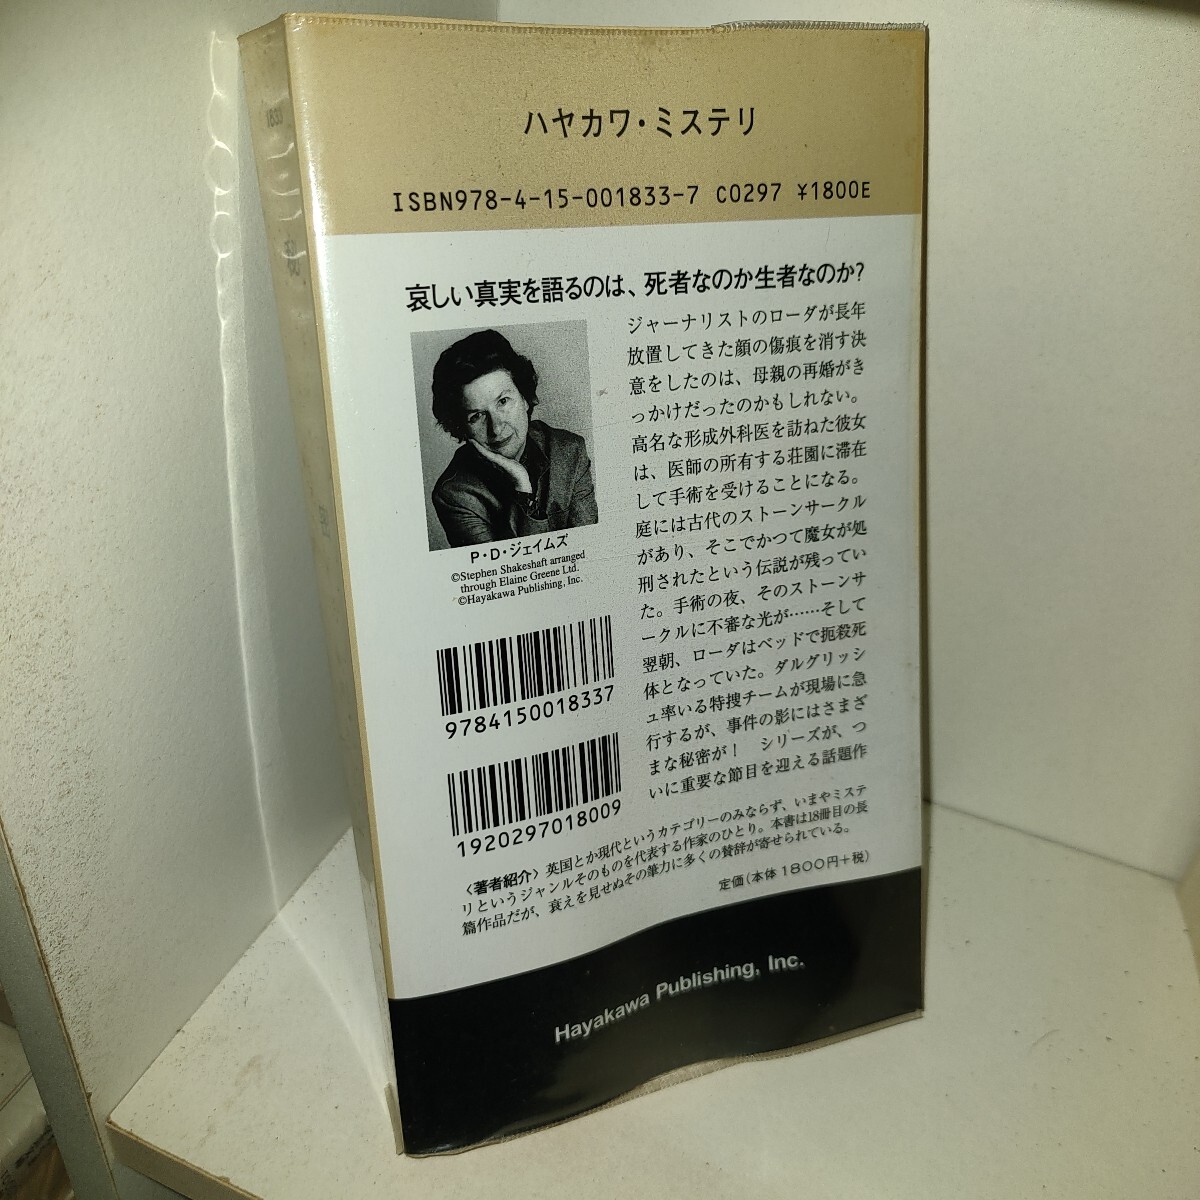 ハヤカワ・ミステリ
ISBN978-4-15-001833-7 C0297 ¥1800E
哀しい真実を語るのは、死者なのか生者なのか?
ジャーナリストのローダが長年
放置してきた顔の傷痕を消す決
意をしたのは、母親の再婚がき
っかけだったのかもしれない。
高名な形成外科医を訪ねた彼女
は、医師の所有する荘園に滞在
して手術を受けることになる。
庭には古代のストーンサークル
があり、そこでかつて魔女が処
刑されたという伝説が残ってい
た。手術の夜、そのストーンサ
ークルに不審な光が……そして
翌朝、ローダはベッドで扼殺死
体となっていた。ダルグリッシ
ュ率いる特捜チームが現場に急
行するが、事件の影にはさまざ
まな秘密が! シリーズが、つ
いに重要な節目を迎える話題作
P・D・ジェイムズ
©Stephen Shakeshaft arranged
through Elaine Greene Ltd.
©Hayakawa Publishing, Inc.
9784150018337
1920297018009
〈著者紹介〉英国とか現代というカテゴリーのみならず、いまやミステ
リというジャンルそのものを代表する作家のひとり。本書は18冊目の長
篇作品だが、衰えを見せぬその筆力に多くの賛辞が寄せられている。
定価(本体1800円+税)
Hayakawa Publishing, Inc.